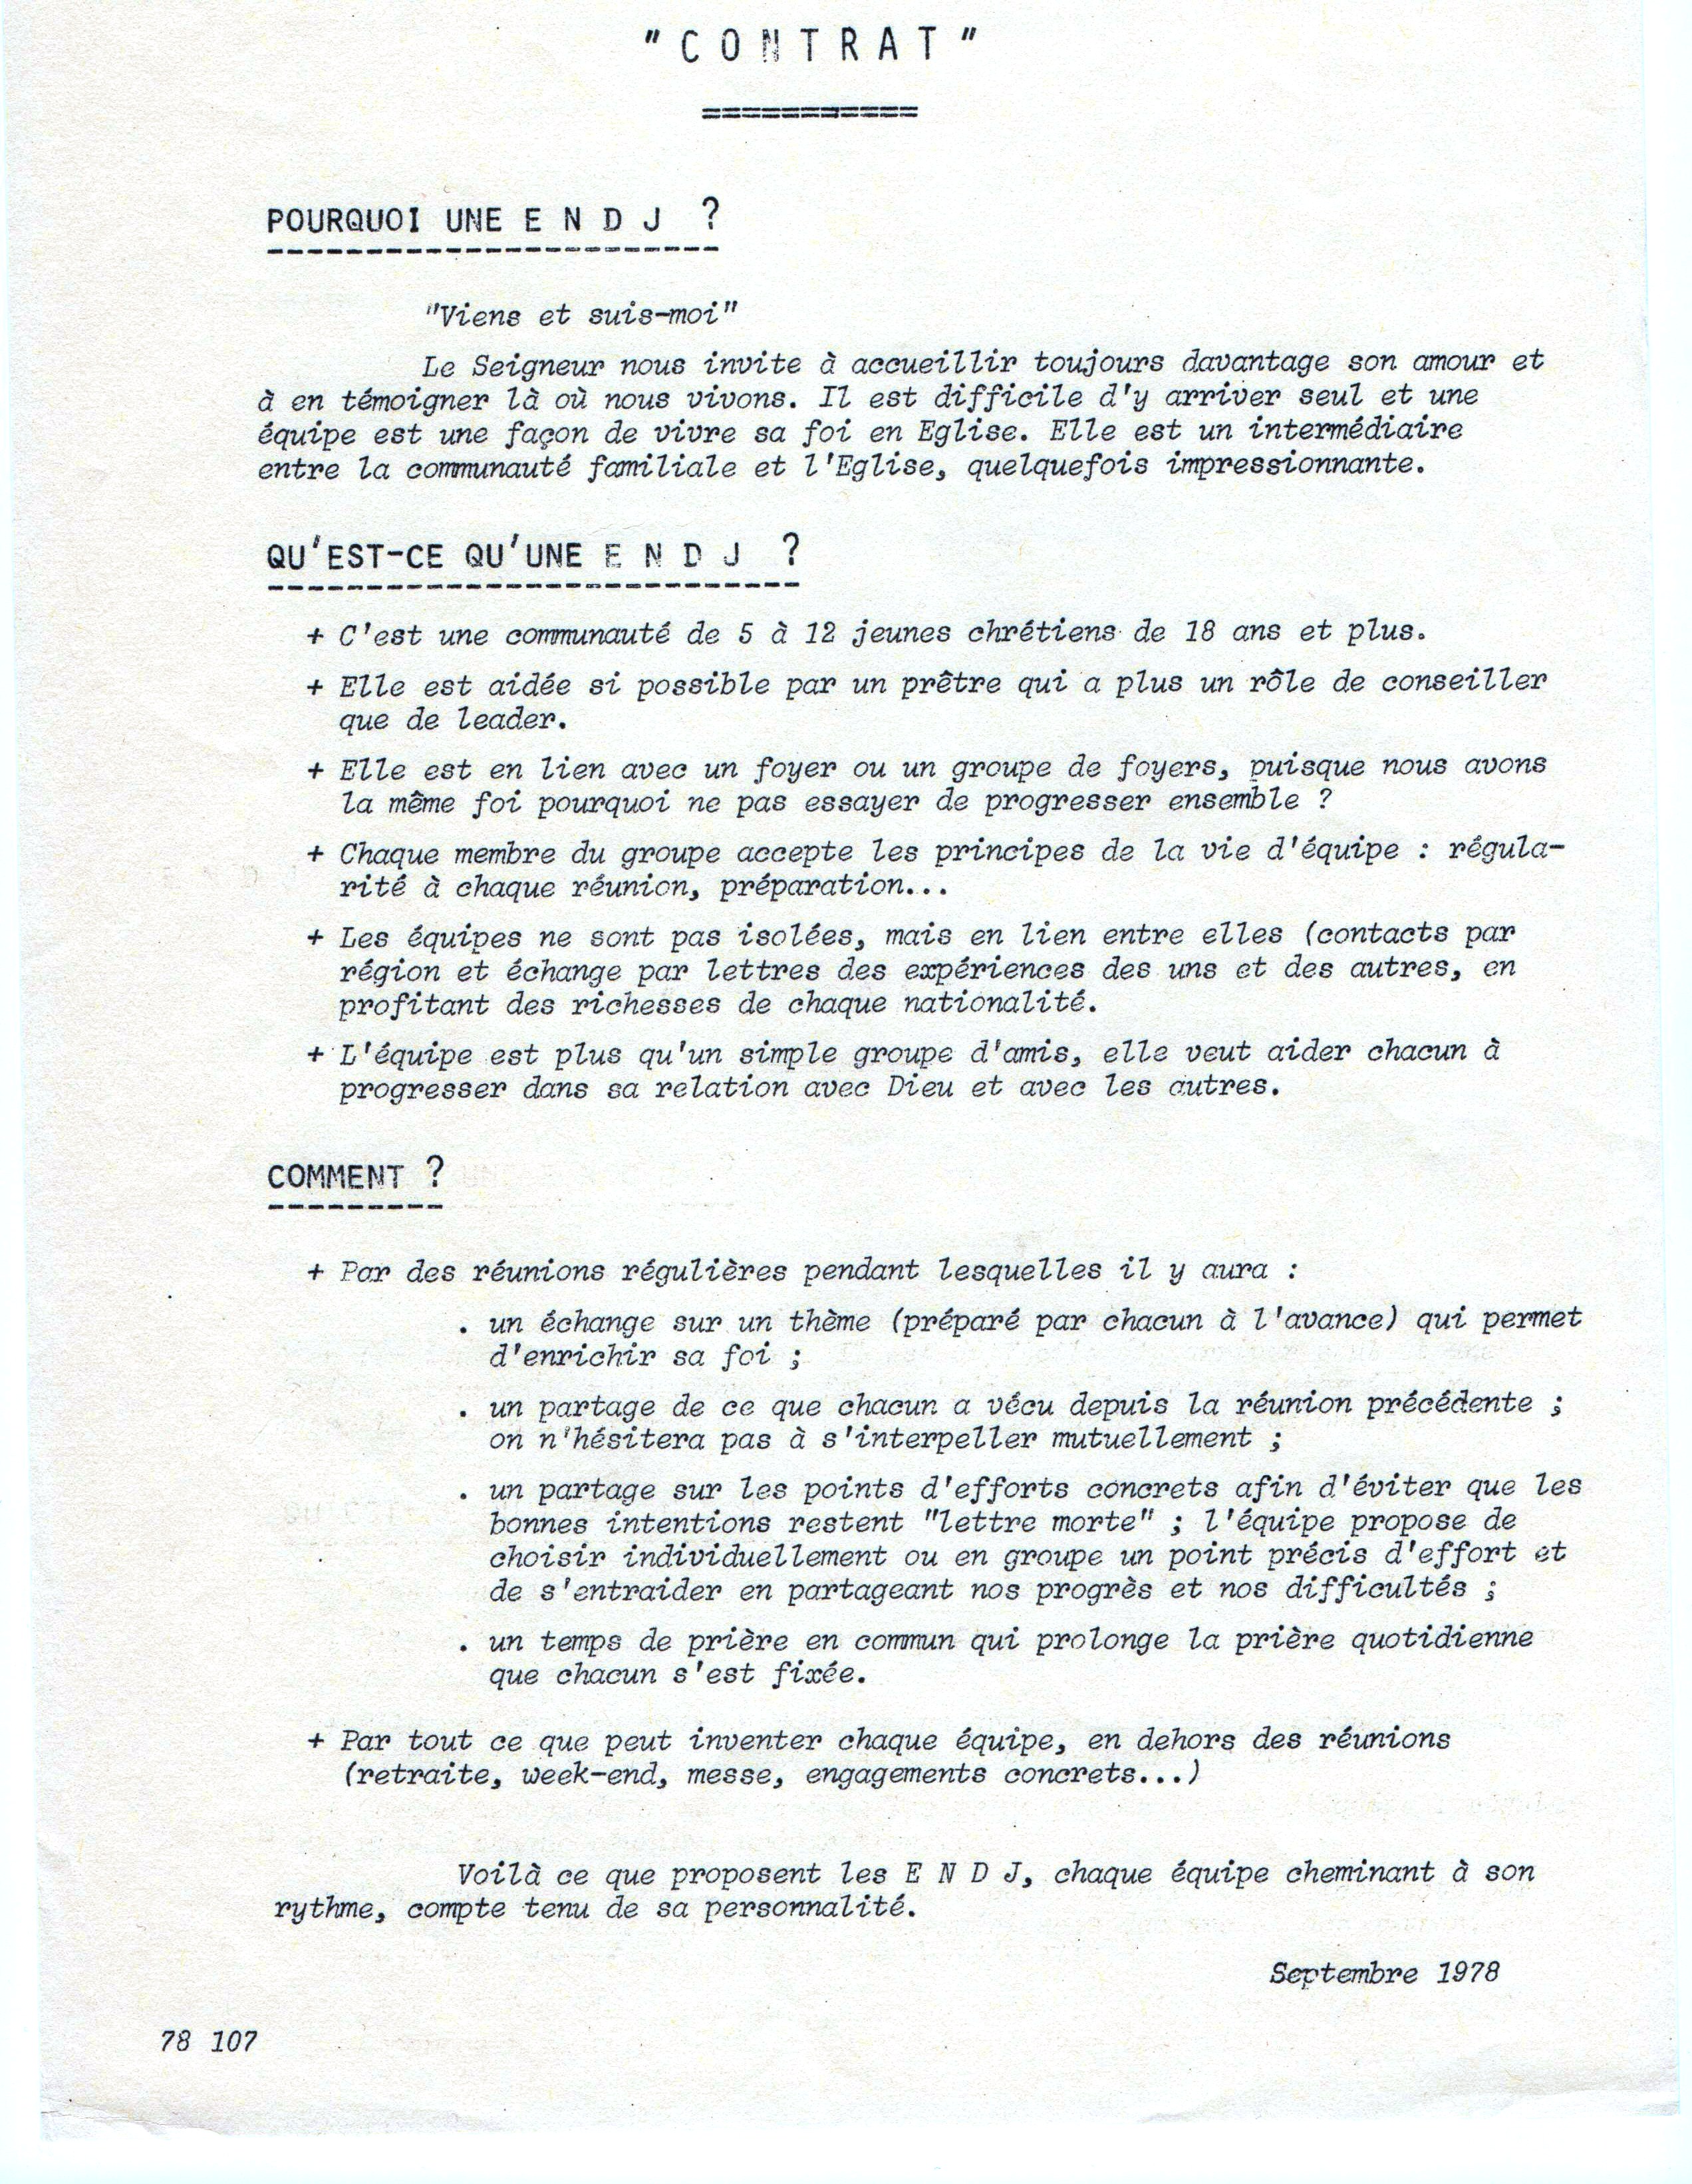 "CONTRAT"
===========
POURQUOI UNE E N D J ?
"Viens et suis-moi"
Le Seigneur nous invite à accueillir toujours davantage son amour et
à en témoigner là où nous vivons. Il est difficile d'y arriver seul et une
équipe est une façon de vivre sa foi en Eglise. Elle est un intermédiaire
entre la communauté familiale et l'Eglise, quelquefois impressionnante.
QU'EST-CE QU'UNE E N D J ?
+ C'est une communauté de 5 à 12 jeunes chrétiens de 18 ans et plus.
+ Elle est aidée si possible par un prêtre qui a plus un rôle de conseiller
que de leader.
+ Elle est en lien avec un foyer ou un groupe de foyers, puisque nous avons
la même foi pourquoi ne pas essayer de progresser ensemble ?
+ Chaque membre du groupe accepte les principes de la vie d'équipe : régula-
rité à chaque réunion, préparation...
+ Les équipes ne sont pas isolées, mais en lien entre elles (contacts par
région et échange par lettres des expériences des uns et des autres, en
profitant des richesses de chaque nationalité.
+ L'équipe est plus qu'un simple groupe d'amis, elle veut aider chacun à
progresser dans sa relation avec Dieu et avec les autres.
COMMENT ?
+ Par des réunions régulières pendant lesquelles il y aura :
. un échange sur un thème (préparé par chacun à l'avance) qui permet
d'enrichir sa foi ;
. un partage de ce que chacun a vécu depuis la réunion précédente ;
on n'hésitera pas à s'interpeller mutuellement ;
. un partage sur les points d'efforts concrets afin d'éviter que les
bonnes intentions restent "lettre morte" ; l'équipe propose de
choisir individuellement ou en groupe un point précis d'effort et
de s'entraider en partageant nos progrès et nos difficultés ;
. un temps de prière en commun qui prolonge la prière quotidienne
que chacun s'est fixée.
+ Par tout ce que peut inventer chaque équipe, en dehors des réunions
(retraite, week-end, messe, engagements concrets...)
Voilà ce que proposent les E N D J, chaque équipe cheminant à son
rythme, compte tenu de sa personnalité.
Septembre 1978
78 107